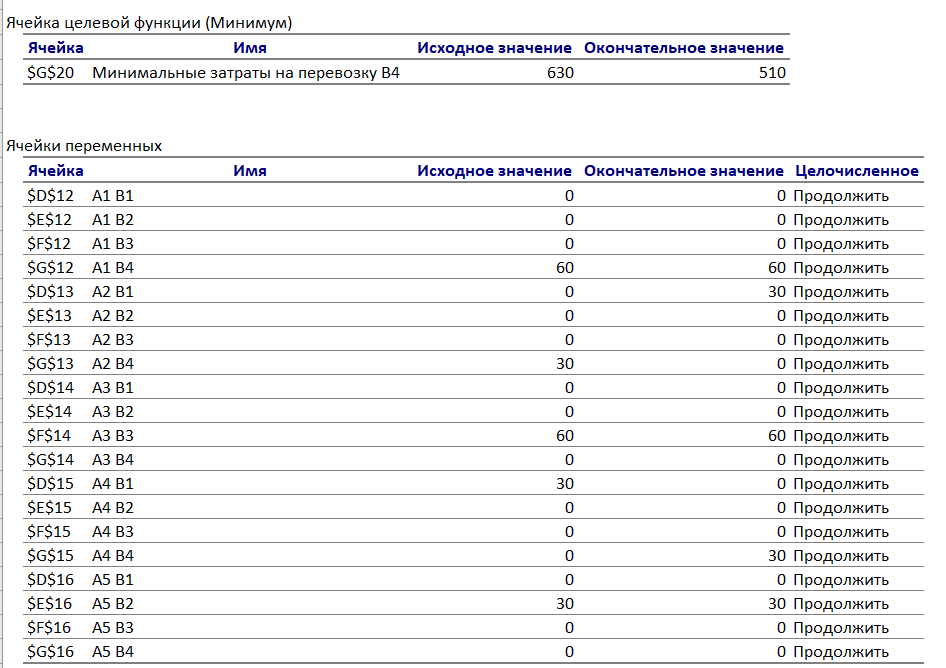 Ячейка целевой функции (Минимум)
Ячейка Имя Исходное значение Окончательное значение
$G$20 Минимальные затраты на перевозку B4 630 510
Ячейки переменных
Ячейка Имя Исходное значение Окончательное значение Целочисленное
$D$12 A1 B1 0 0 Продолжить
$E$12 A1 B2 0 0 Продолжить
$F$12 A1 B3 0 0 Продолжить
$G$12 A1 B4 60 60 Продолжить
$D$13 A2 B1 0 30 Продолжить
$E$13 A2 B2 0 0 Продолжить
$F$13 A2 B3 0 0 Продолжить
$G$13 A2 B4 30 0 Продолжить
$D$14 A3 B1 0 0 Продолжить
$E$14 A3 B2 0 0 Продолжить
$F$14 A3 B3 60 60 Продолжить
$G$14 A3 B4 0 0 Продолжить
$D$15 A4 B1 30 0 Продолжить
$E$15 A4 B2 0 0 Продолжить
$F$15 A4 B3 0 0 Продолжить
$G$15 A4 B4 0 30 Продолжить
$D$16 A5 B1 0 0 Продолжить
$E$16 A5 B2 30 30 Продолжить
$F$16 A5 B3 0 0 Продолжить
$G$16 A5 B4 0 0 Продолжить